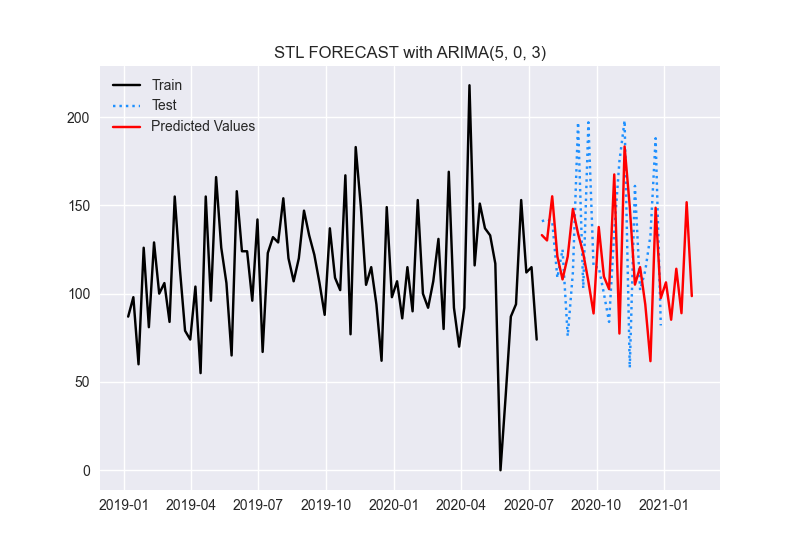 STL FORECAST with ARIMA(5, 0, 3)
Train
Test
Predicted Values
200
150
100
50
0
2019-01 2019-04 2019-07 2019-10 2020-01 2020-04 2020-07 2020-10 2021-01